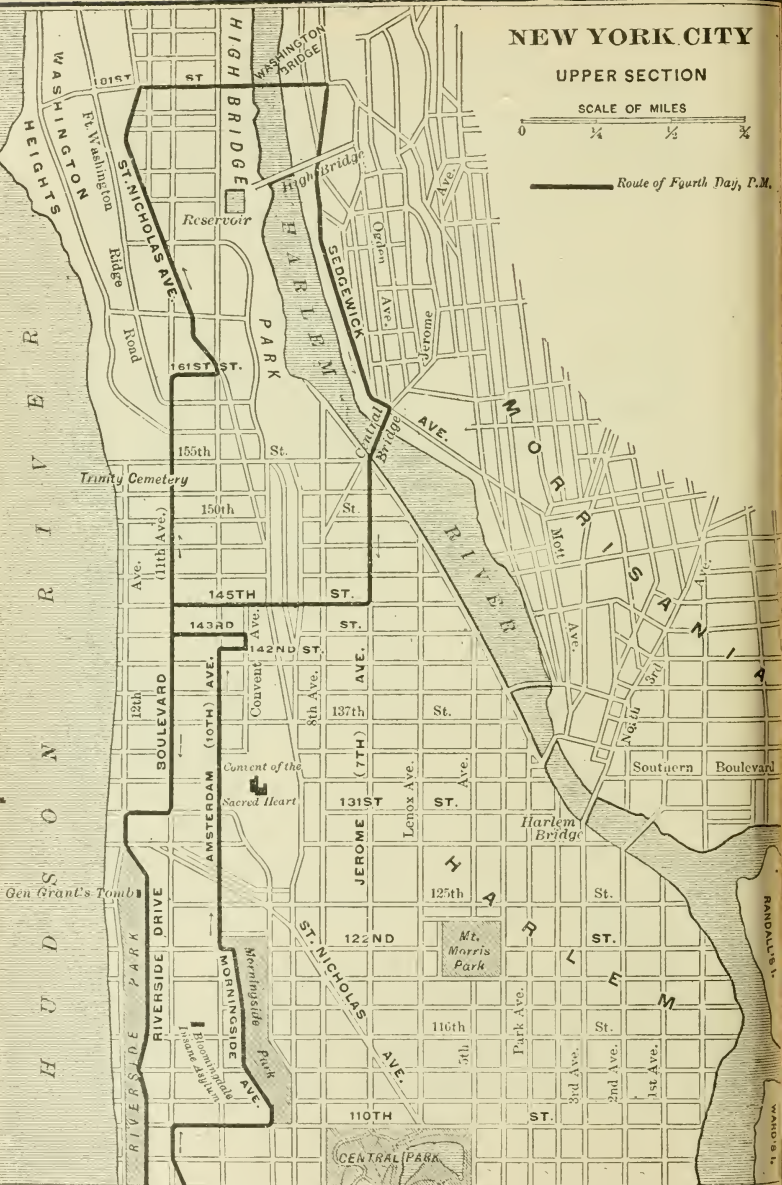 NEW YORK CITY
UPPER SECTION
SCALE OF MILES
0 ¼ ½ ¾
Route of Fourth Day, P.M.
WASHINGTON BRIDGE
HIGH BRIDGE
181ST ST
WASHINGTON HEIGHTS
Ft. Washington Ridge Road
ST. NICHOLAS AVE.
High Bridge
Reservoir
PARK
HARLEM
RIVER
SEDGEWICK
AVE.
Ogden Ave.
Jerome
Ave.
161ST ST.
Central Bridge
MORRISANIA
155th St.
Trinity Cemetery
150th St.
Ave.
(11th Ave.)
145TH ST.
143RD ST.
142ND ST.
Convent Ave.
8th Ave.
137th St.
12th
BOULEVARD
AMSTERDAM (10TH) AVE.
Convent of the
Sacred Heart
131ST ST.
JEROME (7TH) AVE.
Lenox Ave.
Ave.
Mott
Ave.
North 3rd
Ave.
Southern Boulevard
Harlem Bridge
HUDSON RIVER
Gen Grant's Tomb
125th St.
HARLEM
RIVERSIDE DRIVE
RIVERSIDE PARK
122ND ST.
Mt. Morris Park
ST. NICHOLAS AVE.
MORNINGSIDE AVE.
Morningside Park
Bloomingdale
Insane Asylum
116th St.
5th
Park Ave.
3rd Ave.
2nd Ave.
1st Ave.
110TH ST.
CENTRAL PARK
RANDALL'S I.
WARD'S I.